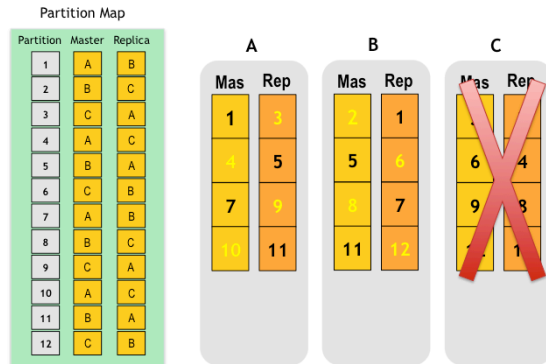 Partition Map
Partition Master Replica
1 A B
2 B C
3 C A
4 A C
5 B A
6 C B
7 A B
8 B C
9 C A
10 A C
11 B A
12 C B
A
Mas Rep
1 3
4 5
7 9
10 11
B
Mas Rep
2 1
5 6
8 7
11 12
C
Mas Rep
6 4
9 8